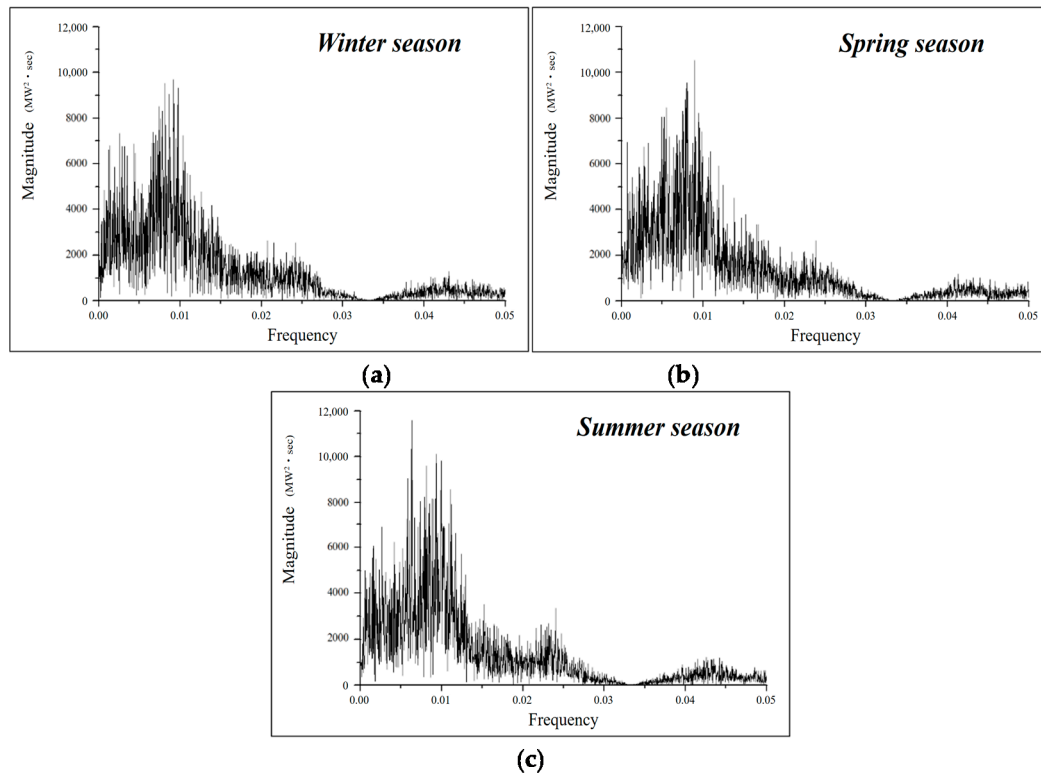 Winter season
Magnitude (MW²・sec)
12,000
10,000
8000
6000
4000
2000
0
0.00 0.01 0.02 0.03 0.04 0.05
Frequency
(a)
Spring season
Magnitude (MW²・sec)
12,000
10,000
8000
6000
4000
2000
0
0.00 0.01 0.02 0.03 0.04 0.05
Frequency
(b)
Summer season
Magnitude (MW²・sec)
12,000
10,000
8000
6000
4000
2000
0
0.00 0.01 0.02 0.03 0.04 0.05
Frequency
(c)